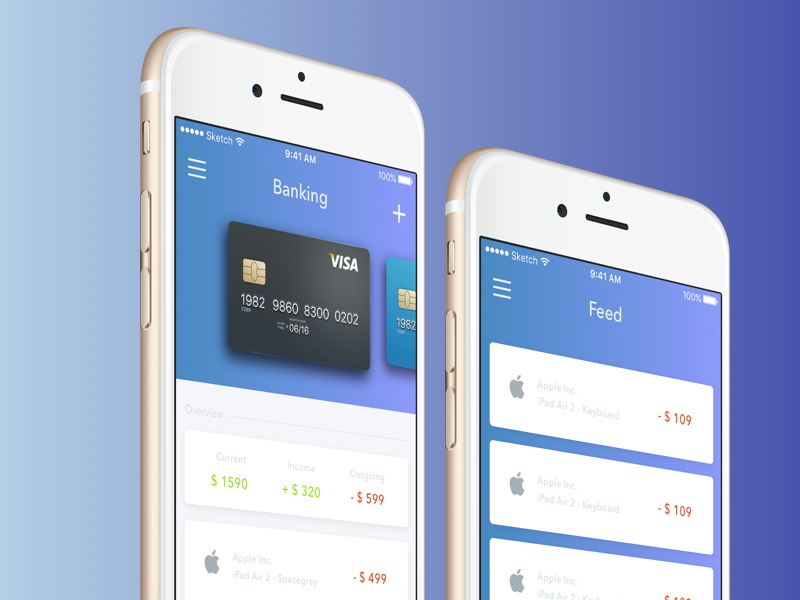 Sketch
9:41 AM
100%
Banking
+
VISA
1982 9860 8300 0202
06/16
1982
Overview
Current Income Outgoing
$ 1590 + $ 320 - $ 599
Apple Inc.
iPad Air 2 - Spacegrey
- $ 499
Sketch
9:41 AM
100%
Feed
Apple Inc.
iPad Air 2 - Keyboard
- $ 109
Apple Inc.
iPad Air 2 - Keyboard
- $ 109
Apple Inc.